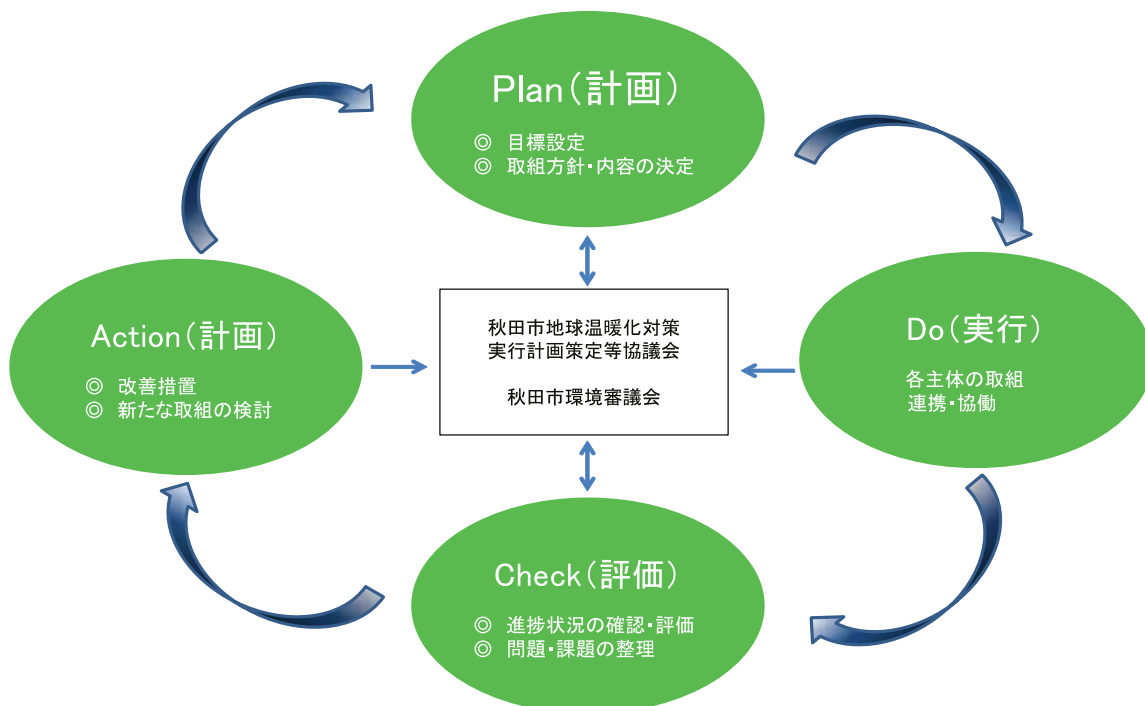 Plan（計画）
◎ 目標設定
◎ 取組方針・内容の決定
Action（計画）
◎ 改善措置
◎ 新たな取組の検討
秋田市地球温暖化対策
実行計画策定等協議会
秋田市環境審議会
Do（実行）
各主体の取組
連携・協働
Check（評価）
◎ 進捗状況の確認・評価
◎ 問題・課題の整理